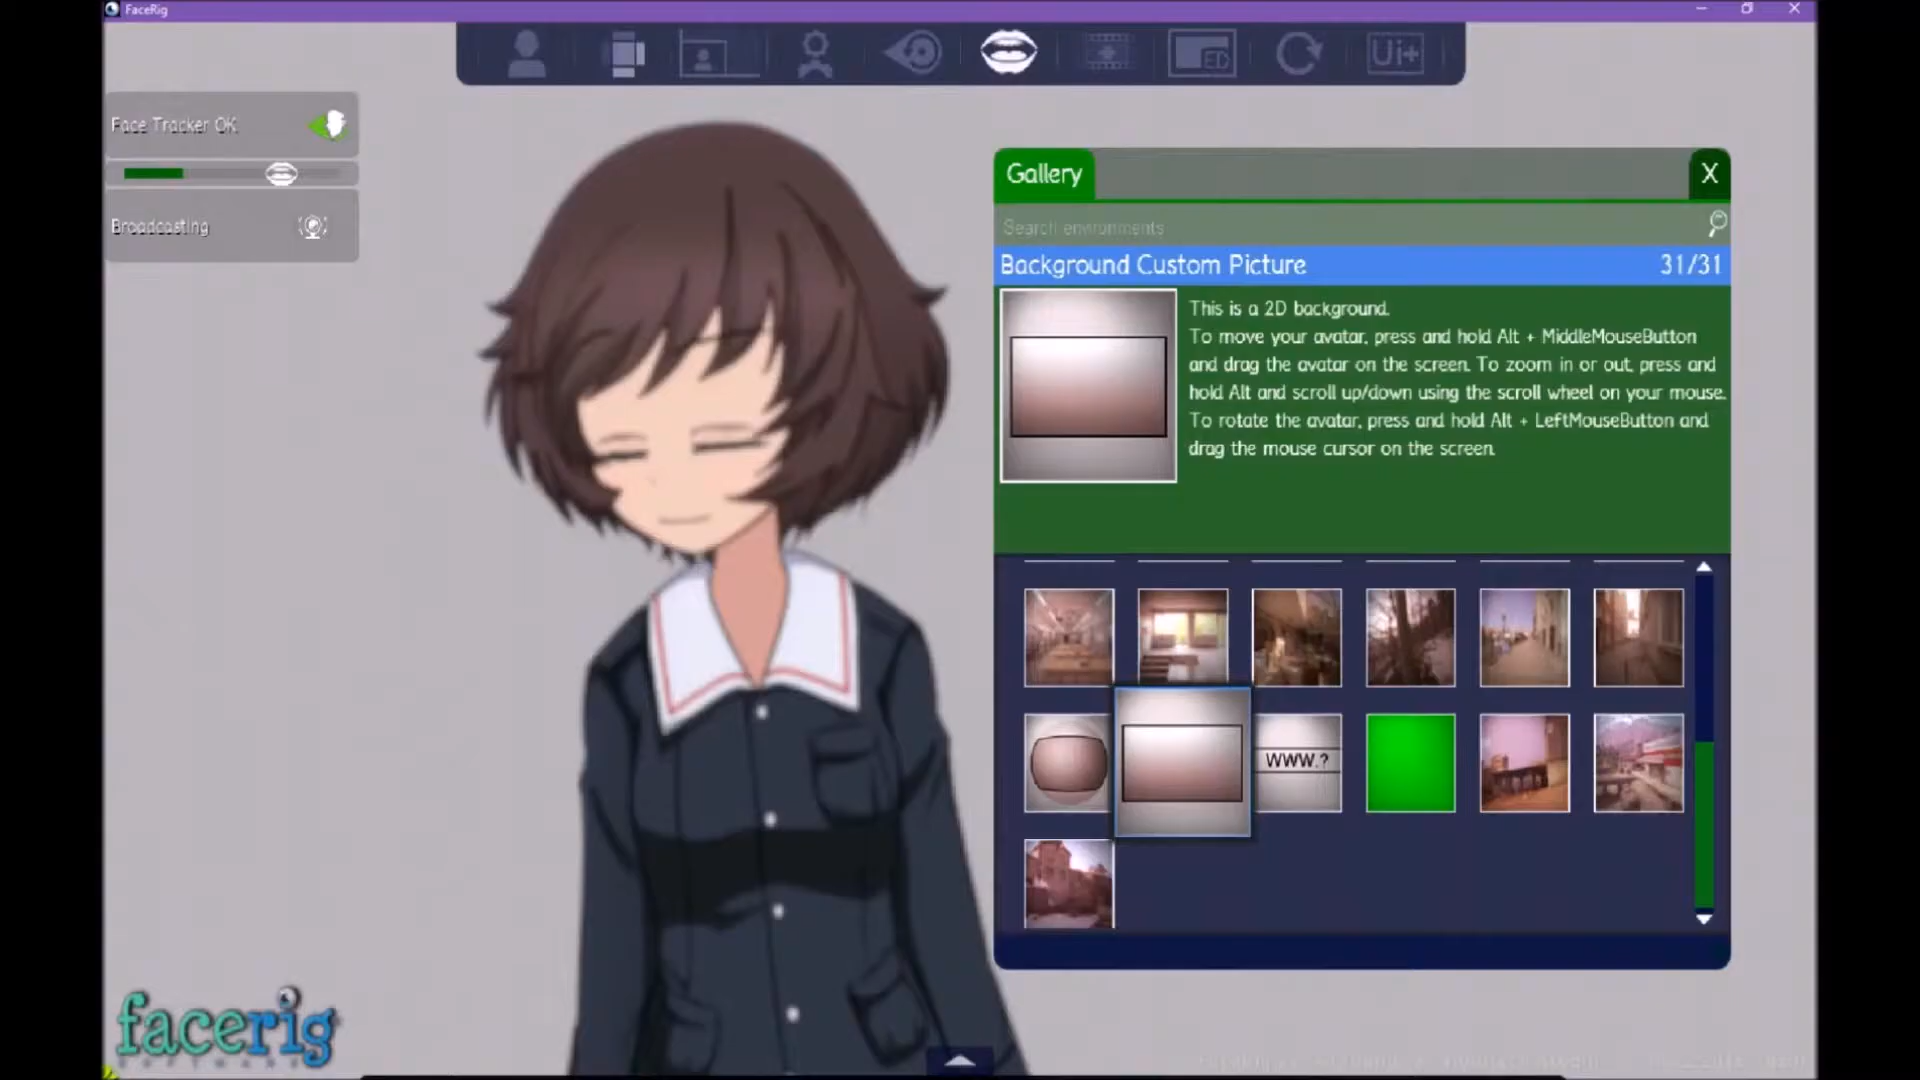 FaceRig
ED
Ui+
Face Tracker OK
Broadcasting
Gallery
X
Search environments
Background Custom Picture 31/31
This is a 2D background.
To move your avatar, press and hold Alt + MiddleMouseButton
and drag the avatar on the screen. To zoom in or out, press and
hold Alt and scroll up/down using the scroll wheel on your mouse.
To rotate the avatar, press and hold Alt + LeftMouseButton and
drag the mouse cursor on the screen.
WWW.?
facerig